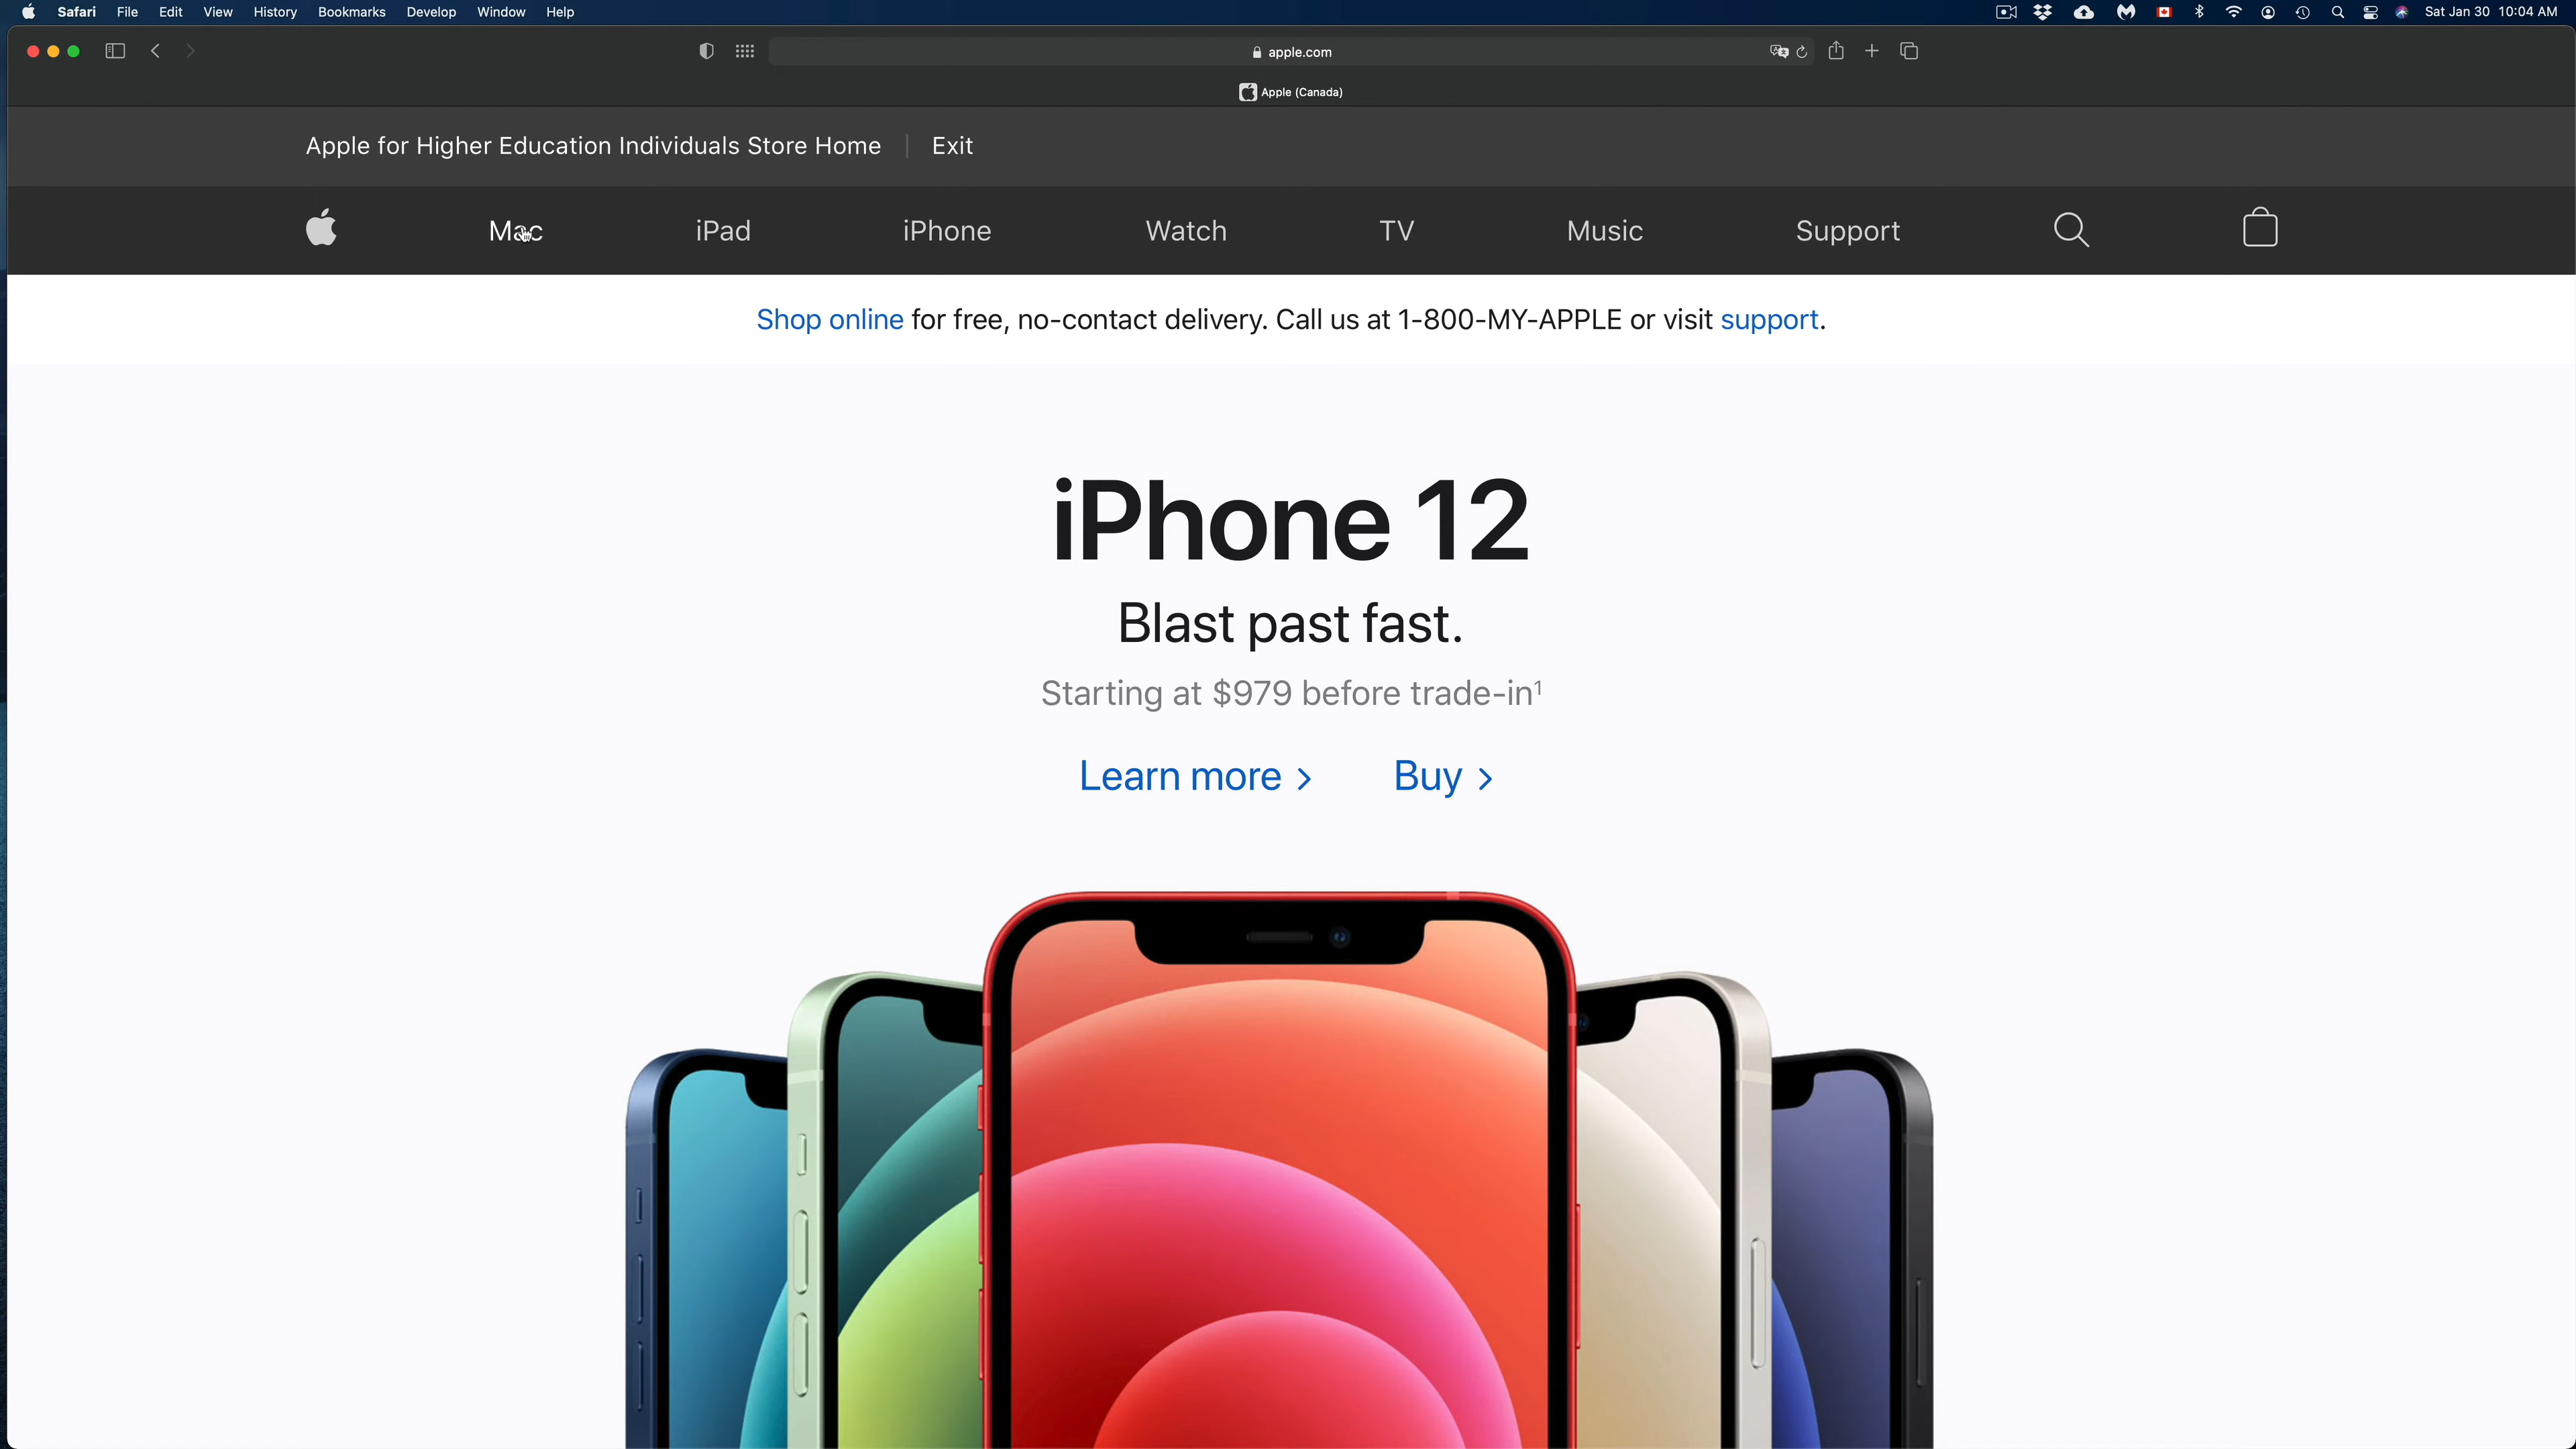 Safari File Edit View History Bookmarks Develop Window Help Sat Jan 30 10:04 AM
apple.com
Apple (Canada)
Apple for Higher Education Individuals Store Home Exit
Mac iPad iPhone Watch TV Music Support
Shop online for free, no-contact delivery. Call us at 1-800-MY-APPLE or visit support.
iPhone 12
Blast past fast.
Starting at $979 before trade-in¹
Learn more > Buy >